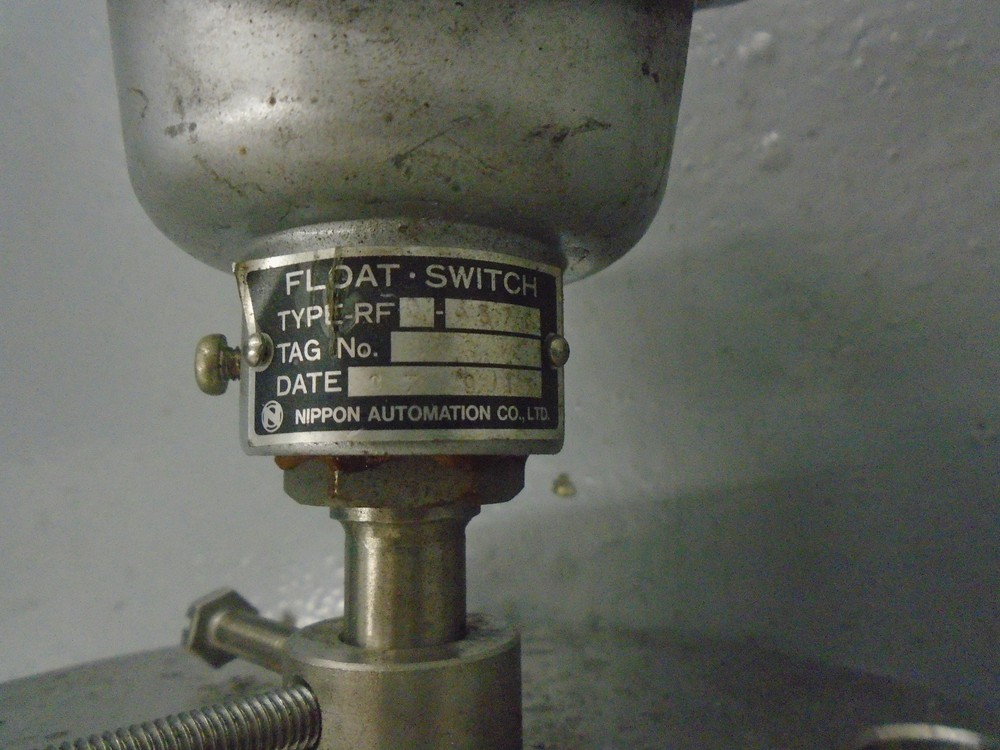 FLOAT · SWITCH
TYPE-RF -
TAG No.
DATE
N NIPPON AUTOMATION CO., LTD.